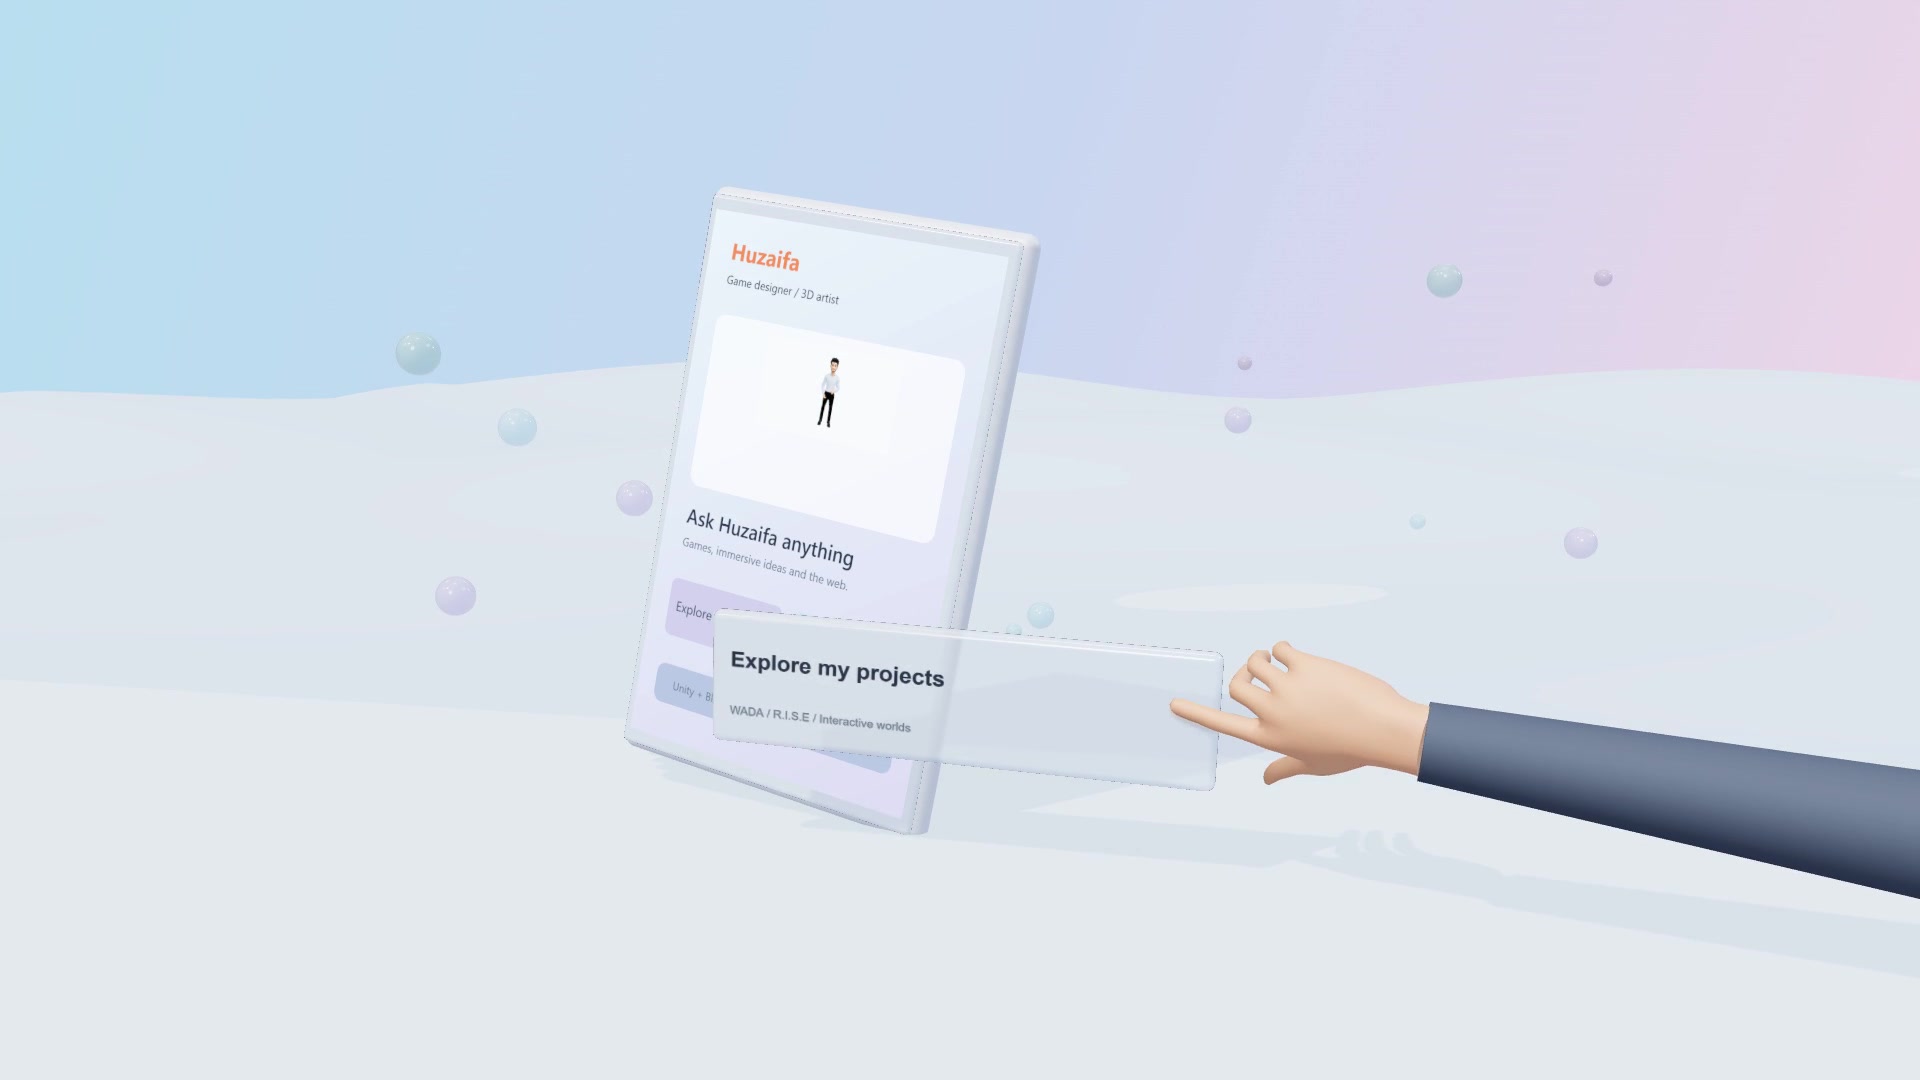 Huzaifa
Game designer / 3D artist
Ask Huzaifa anything
Games, immersive ideas and the web.
Explore
Unity +
Explore my projects
WADA / R.I.S.E / Interactive worlds